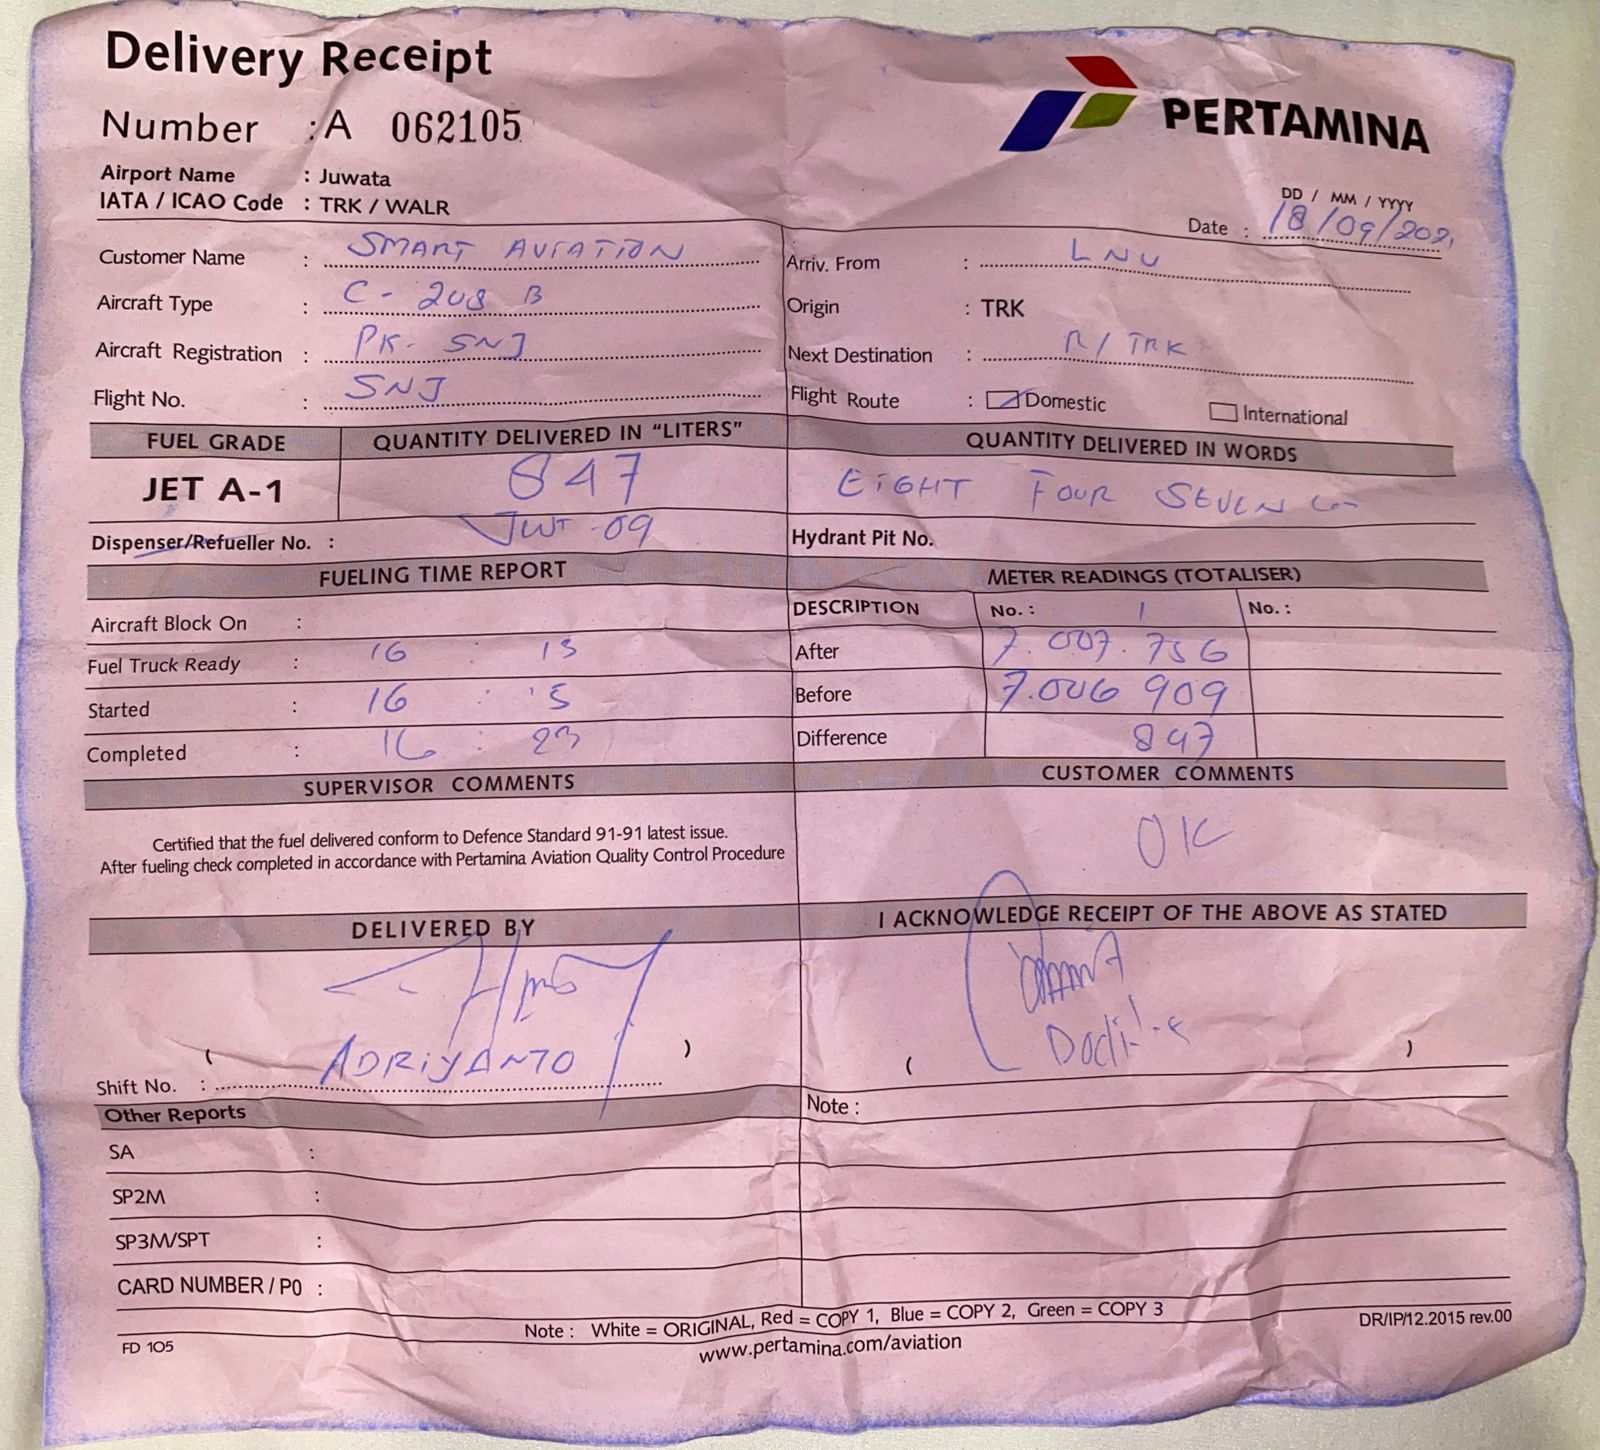 Delivery Receipt
PERTAMINA
Number : A 062105
Airport Name : Juwata
IATA / ICAO Code : TRK / WALR
DD / MM / YYYY
Date : 18/09/2021
Customer Name : SMART AVIATION
Arriv. From : LNU
Aircraft Type : C-208 B
Origin : TRK
Aircraft Registration : PK-SNJ
Next Destination : R/TRK
Flight No. : SNJ
Flight Route : Domestic International
FUEL GRADE QUANTITY DELIVERED IN "LITERS" QUANTITY DELIVERED IN WORDS
JET A-1 847 EIGHT FOUR SEVEN
Dispenser/Refueller No. : JWT-09
Hydrant Pit No.
FUELING TIME REPORT METER READINGS (TOTALISER)
Aircraft Block On :
DESCRIPTION No. : 1 No. :
Fuel Truck Ready : 16 : 15
After 7.007.756
Started : 16 : 15
Before 7.006 909
Completed : 16 : 23
Difference 847
SUPERVISOR COMMENTS CUSTOMER COMMENTS
Certified that the fuel delivered conform to Defence Standard 91-91 latest issue.
After fueling check completed in accordance with Pertamina Aviation Quality Control Procedure
OK
DELIVERED BY I ACKNOWLEDGE RECEIPT OF THE ABOVE AS STATED
( ADRIYANTO )
( )
Shift No. :
Other Reports
Note :
SA :
SP2M :
SP3M/SPT :
CARD NUMBER / P0 :
Note : White = ORIGINAL, Red = COPY 1, Blue = COPY 2, Green = COPY 3
DR/IP/12.2015 rev.00
FD 105
www.pertamina.com/aviation